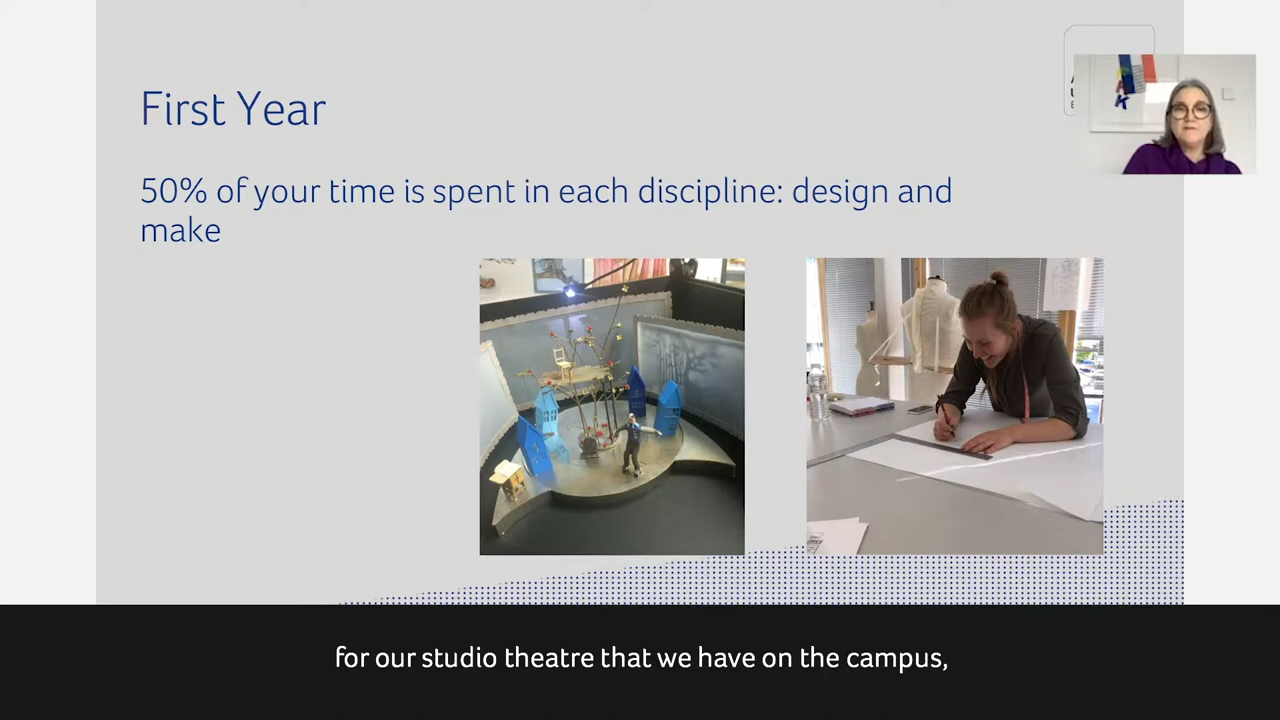 First Year
50% of your time is spent in each discipline: design and
make
for our studio theatre that we have on the campus,